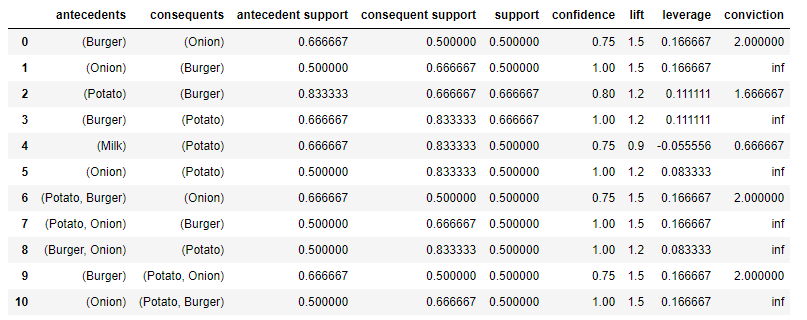 antecedents consequents antecedent support consequent support support confidence lift leverage conviction
0 (Burger) (Onion) 0.666667 0.500000 0.500000 0.75 1.5 0.166667 2.000000
1 (Onion) (Burger) 0.500000 0.666667 0.500000 1.00 1.5 0.166667 inf
2 (Potato) (Burger) 0.833333 0.666667 0.666667 0.80 1.2 0.111111 1.666667
3 (Burger) (Potato) 0.666667 0.833333 0.666667 1.00 1.2 0.111111 inf
4 (Milk) (Potato) 0.666667 0.833333 0.500000 0.75 0.9 -0.055556 0.666667
5 (Onion) (Potato) 0.500000 0.833333 0.500000 1.00 1.2 0.083333 inf
6 (Potato, Burger) (Onion) 0.666667 0.500000 0.500000 0.75 1.5 0.166667 2.000000
7 (Potato, Onion) (Burger) 0.500000 0.666667 0.500000 1.00 1.5 0.166667 inf
8 (Burger, Onion) (Potato) 0.500000 0.833333 0.500000 1.00 1.2 0.083333 inf
9 (Burger) (Potato, Onion) 0.666667 0.500000 0.500000 0.75 1.5 0.166667 2.000000
10 (Onion) (Potato, Burger) 0.500000 0.666667 0.500000 1.00 1.5 0.166667 inf